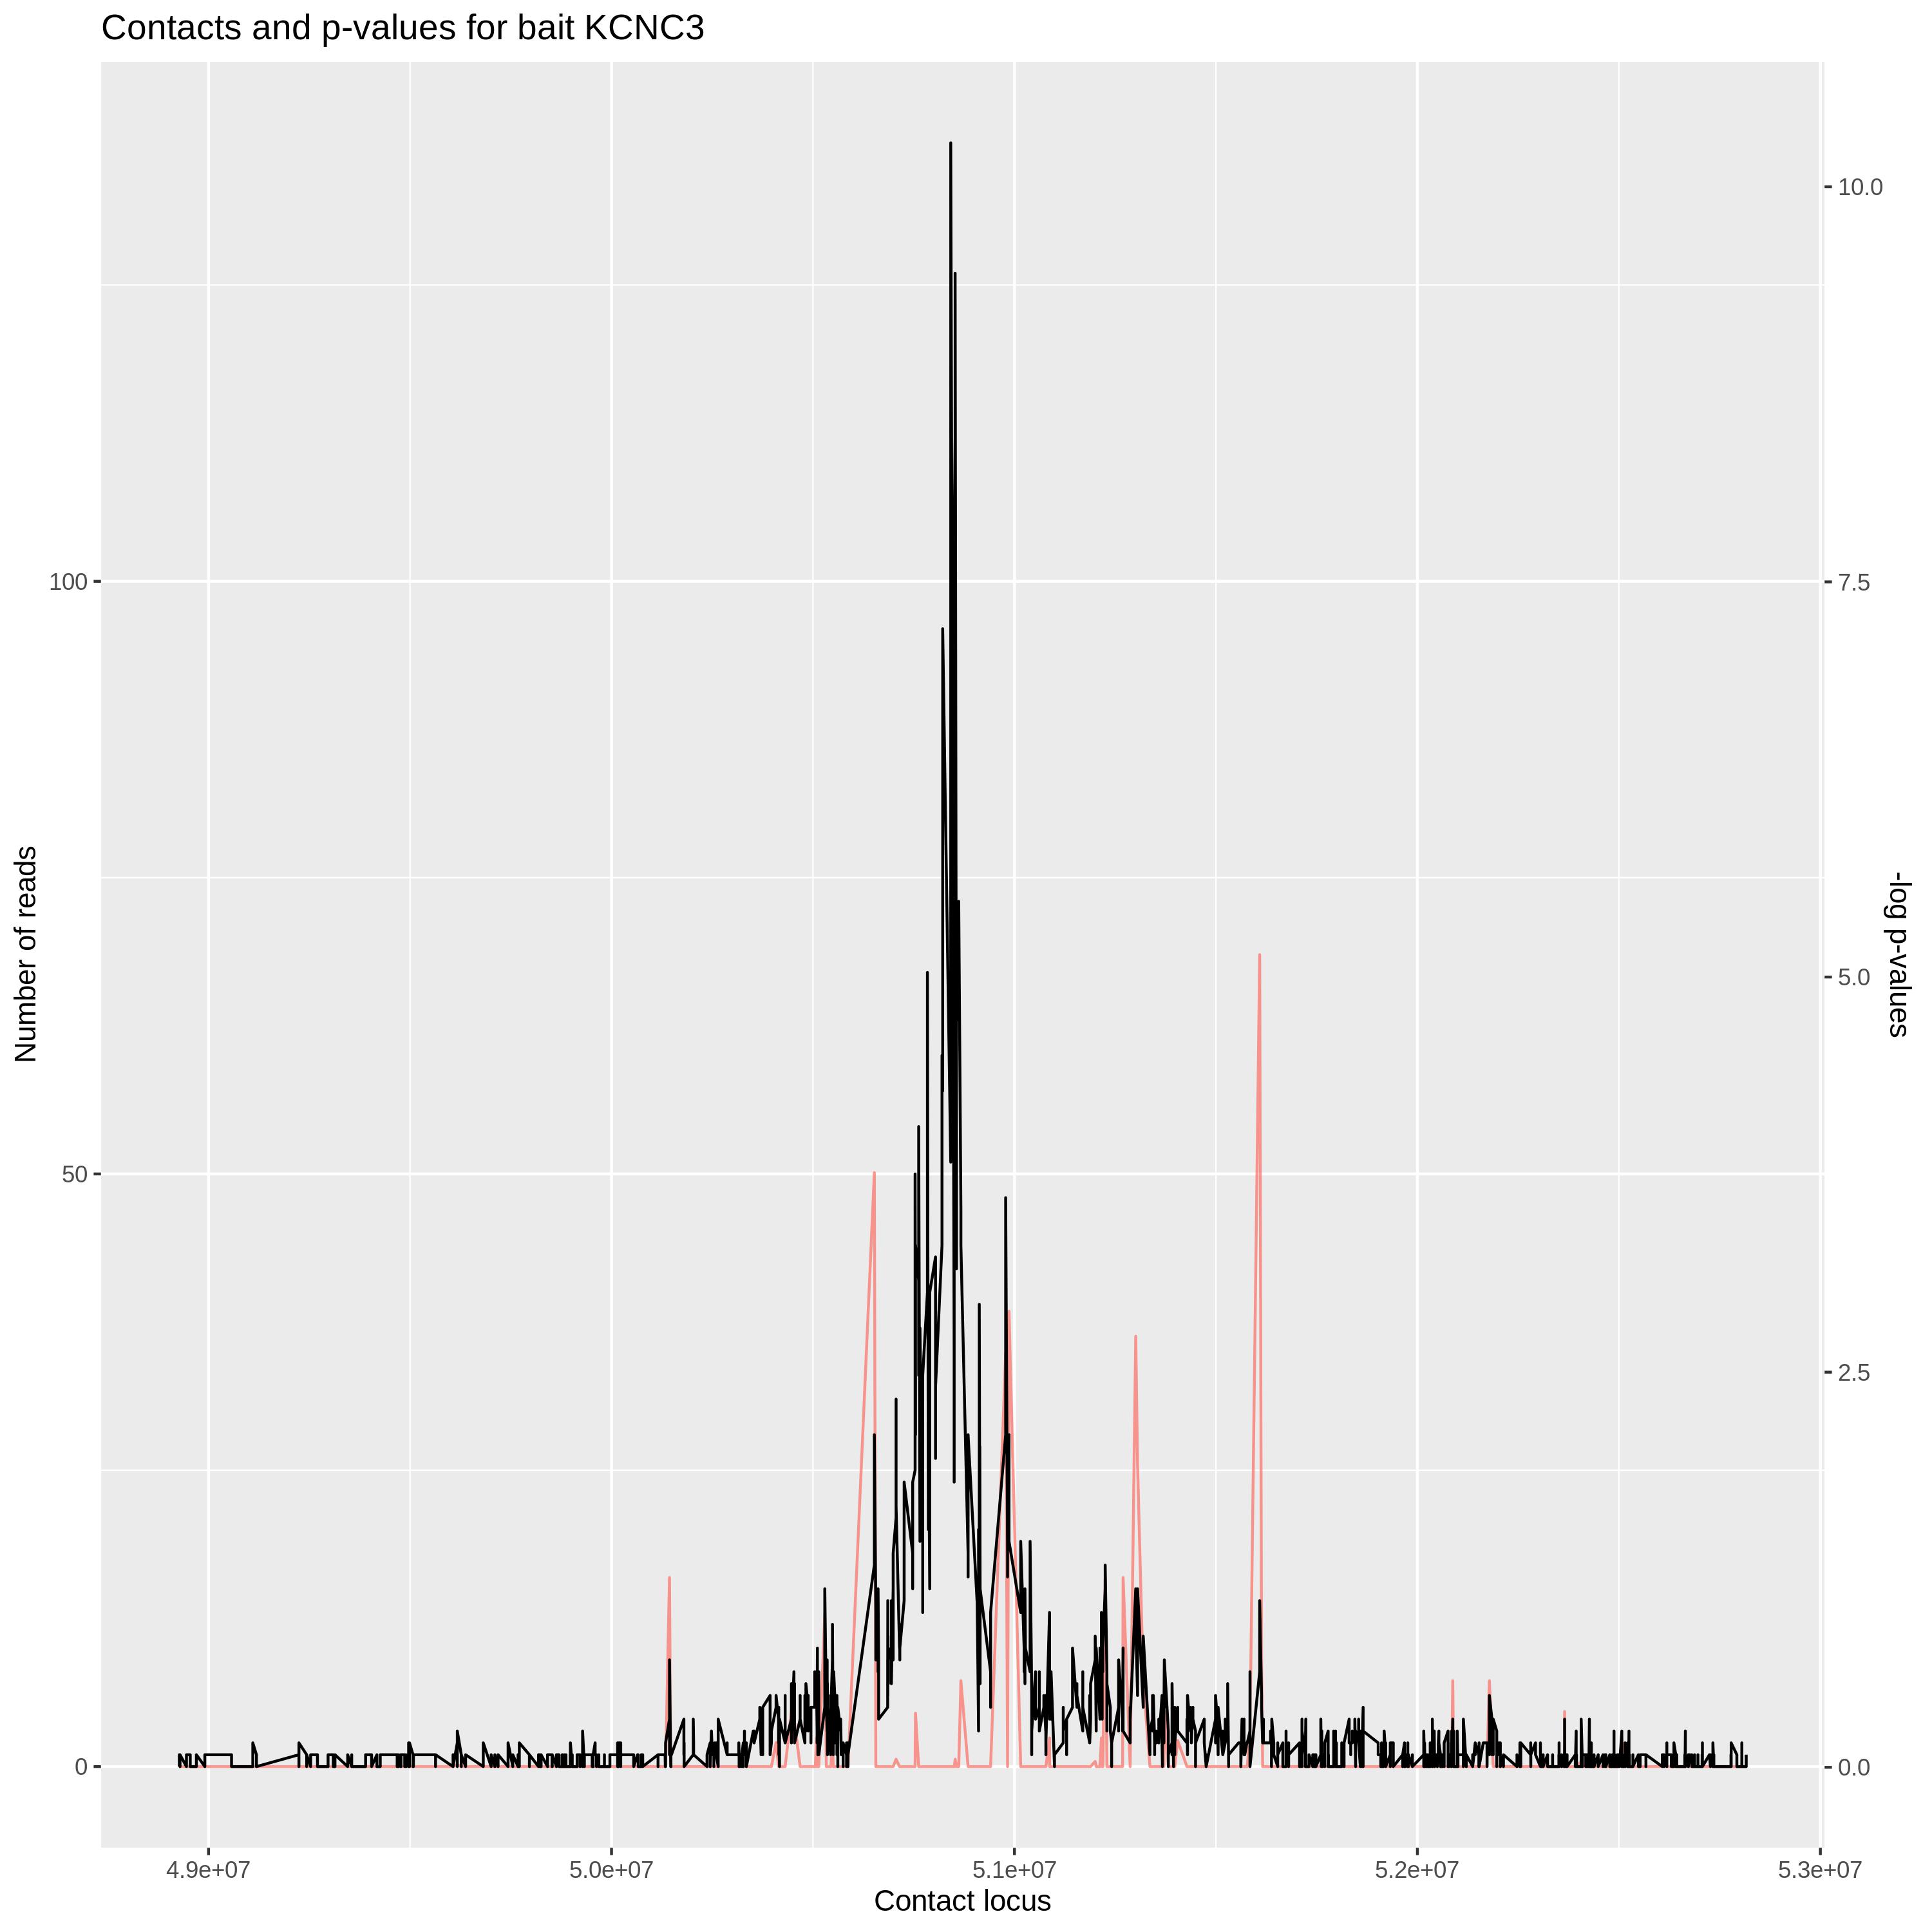 Contacts and p-values for bait KCNC3
Number of reads
100
50
0
10.0
7.5
5.0
2.5
0.0
-log p-values
4.9e+07
5.0e+07
5.1e+07
5.2e+07
5.3e+07
Contact locus